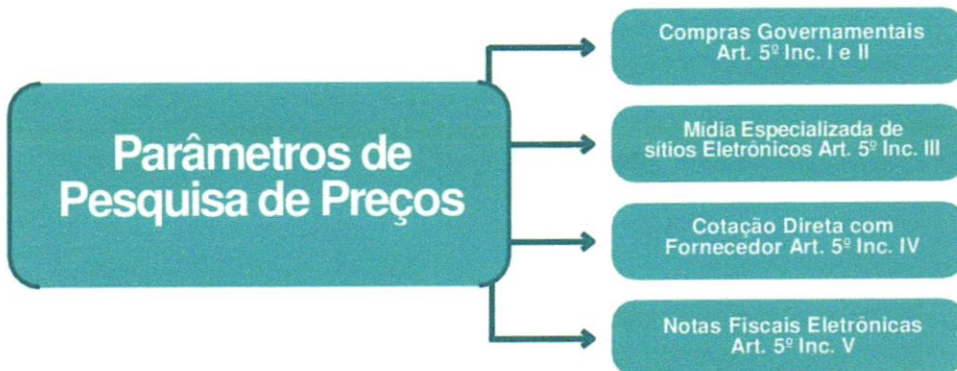 Parâmetros de
Pesquisa de Preços
Compras Governamentais
Art. 5º Inc. I e II
Mídia Especializada de
sítios Eletrônicos Art. 5º Inc. III
Cotação Direta com
Fornecedor Art. 5º Inc. IV
Notas Fiscais Eletrônicas
Art. 5º Inc. V